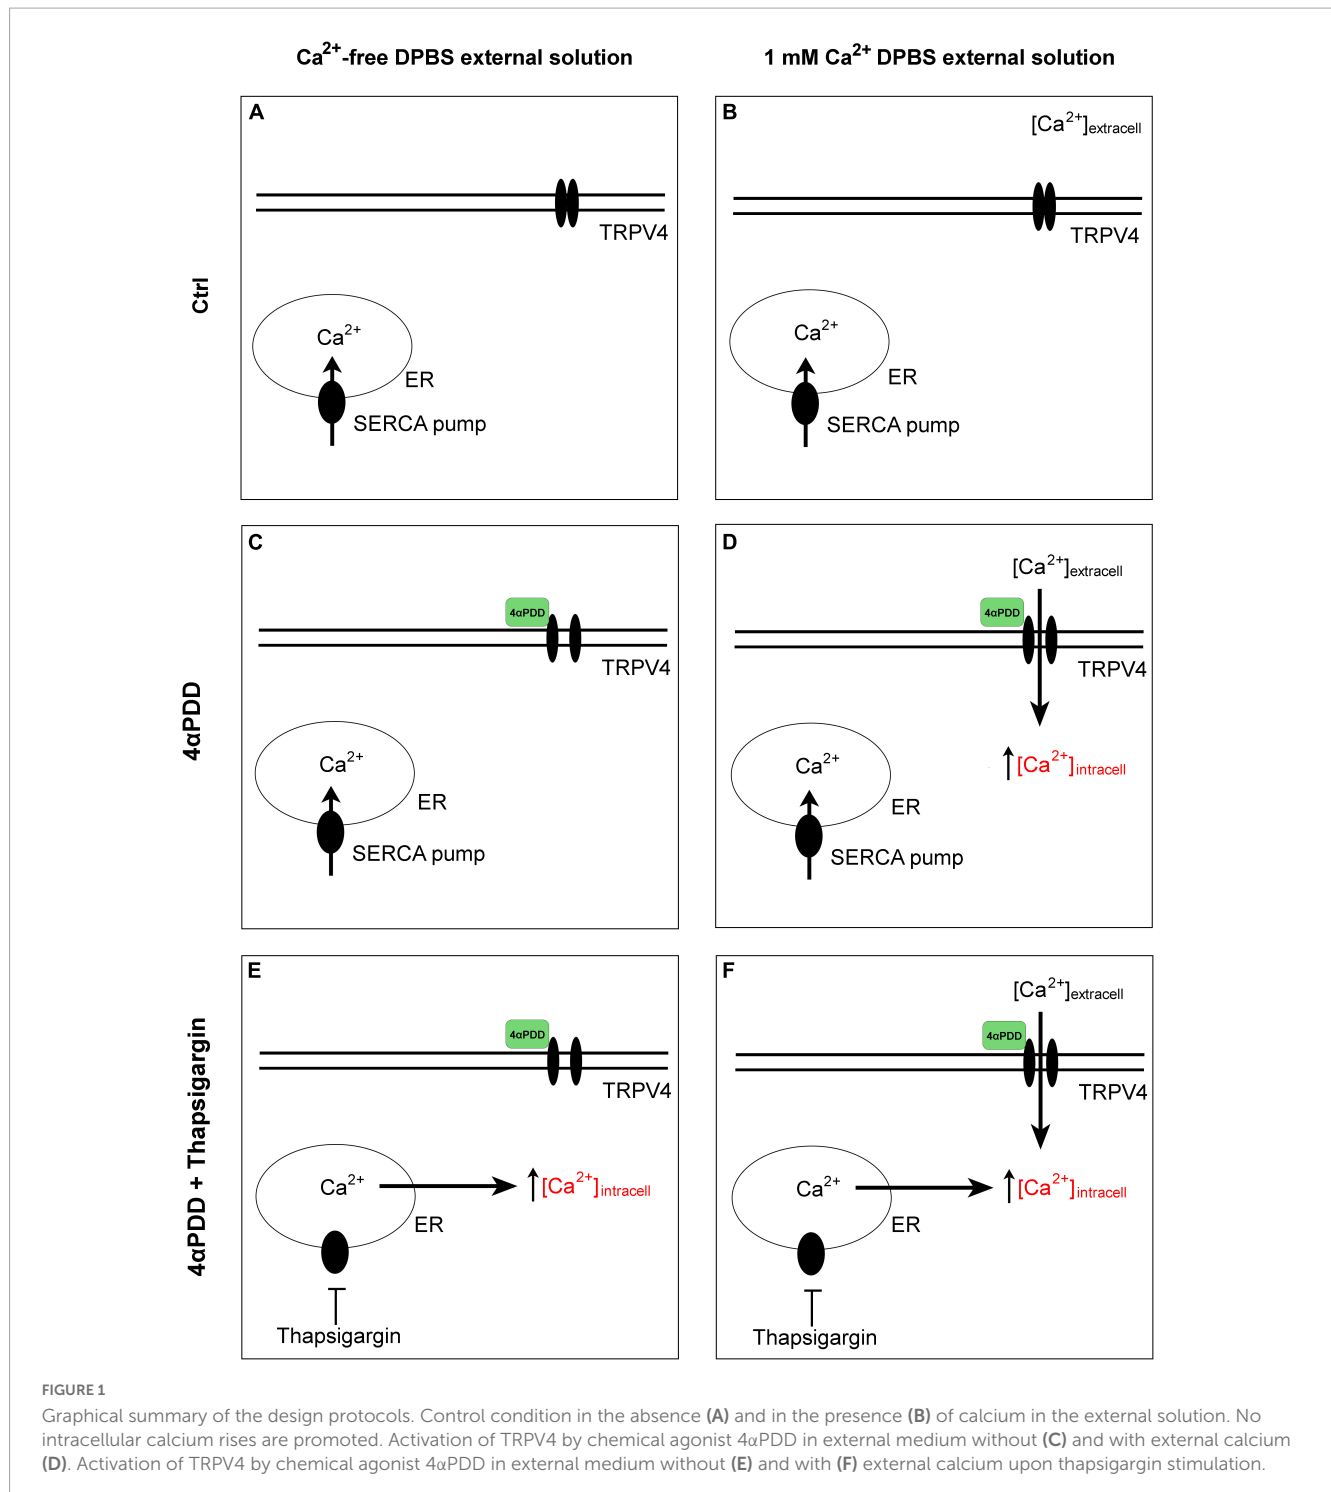 Ca²⁺-free DPBS external solution
1 mM Ca²⁺ DPBS external solution
Ctrl
A
TRPV4
Ca²⁺
ER
SERCA pump
B
[Ca²⁺]extracell
TRPV4
Ca²⁺
ER
SERCA pump
4αPDD
C
4αPDD
TRPV4
Ca²⁺
ER
SERCA pump
D
[Ca²⁺]extracell
4αPDD
TRPV4
[Ca²⁺]intracell
Ca²⁺
ER
SERCA pump
4αPDD + Thapsigargin
E
4αPDD
TRPV4
Ca²⁺
[Ca²⁺]intracell
ER
Thapsigargin
F
[Ca²⁺]extracell
4αPDD
TRPV4
Ca²⁺
[Ca²⁺]intracell
ER
Thapsigargin
FIGURE 1
Graphical summary of the design protocols. Control condition in the absence (A) and in the presence (B) of calcium in the external solution. No
intracellular calcium rises are promoted. Activation of TRPV4 by chemical agonist 4αPDD in external medium without (C) and with external calcium
(D). Activation of TRPV4 by chemical agonist 4αPDD in external medium without (E) and with (F) external calcium upon thapsigargin stimulation.